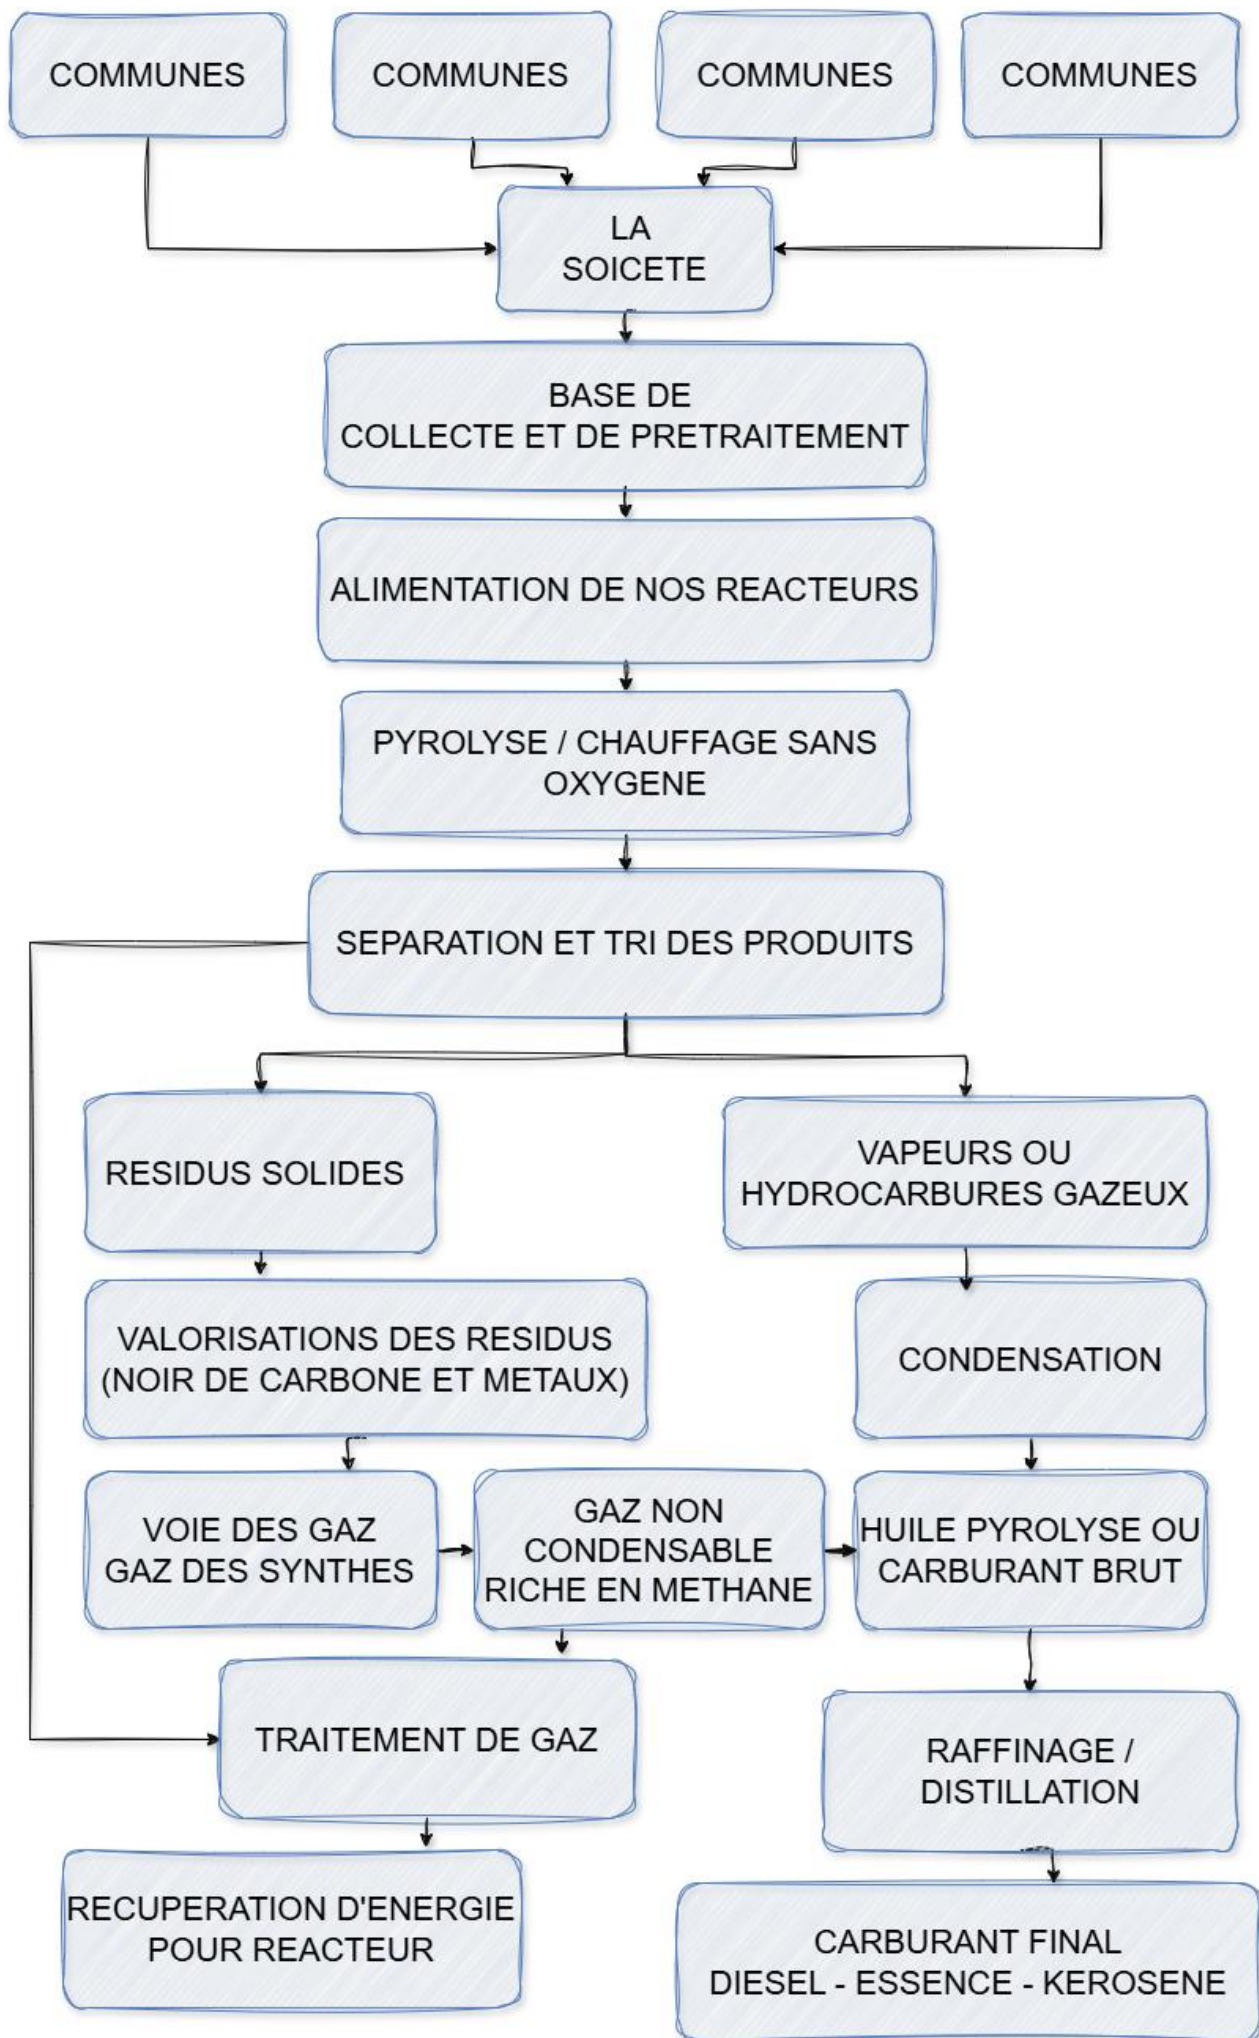 COMMUNES
COMMUNES
COMMUNES
COMMUNES
LA
SOICETE
BASE DE
COLLECTE ET DE PRETRAITEMENT
ALIMENTATION DE NOS REACTEURS
PYROLYSE / CHAUFFAGE SANS
OXYGENE
SEPARATION ET TRI DES PRODUITS
RESIDUS SOLIDES
VAPEURS OU
HYDROCARBURES GAZEUX
VALORISATIONS DES RESIDUS
(NOIR DE CARBONE ET METAUX)
CONDENSATION
VOIE DES GAZ
GAZ DES SYNTHES
GAZ NON
CONDENSABLE
RICHE EN METHANE
HUILE PYROLYSE OU
CARBURANT BRUT
TRAITEMENT DE GAZ
RAFFINAGE /
DISTILLATION
RECUPERATION D'ENERGIE
POUR REACTEUR
CARBURANT FINAL
DIESEL - ESSENCE - KEROSENE